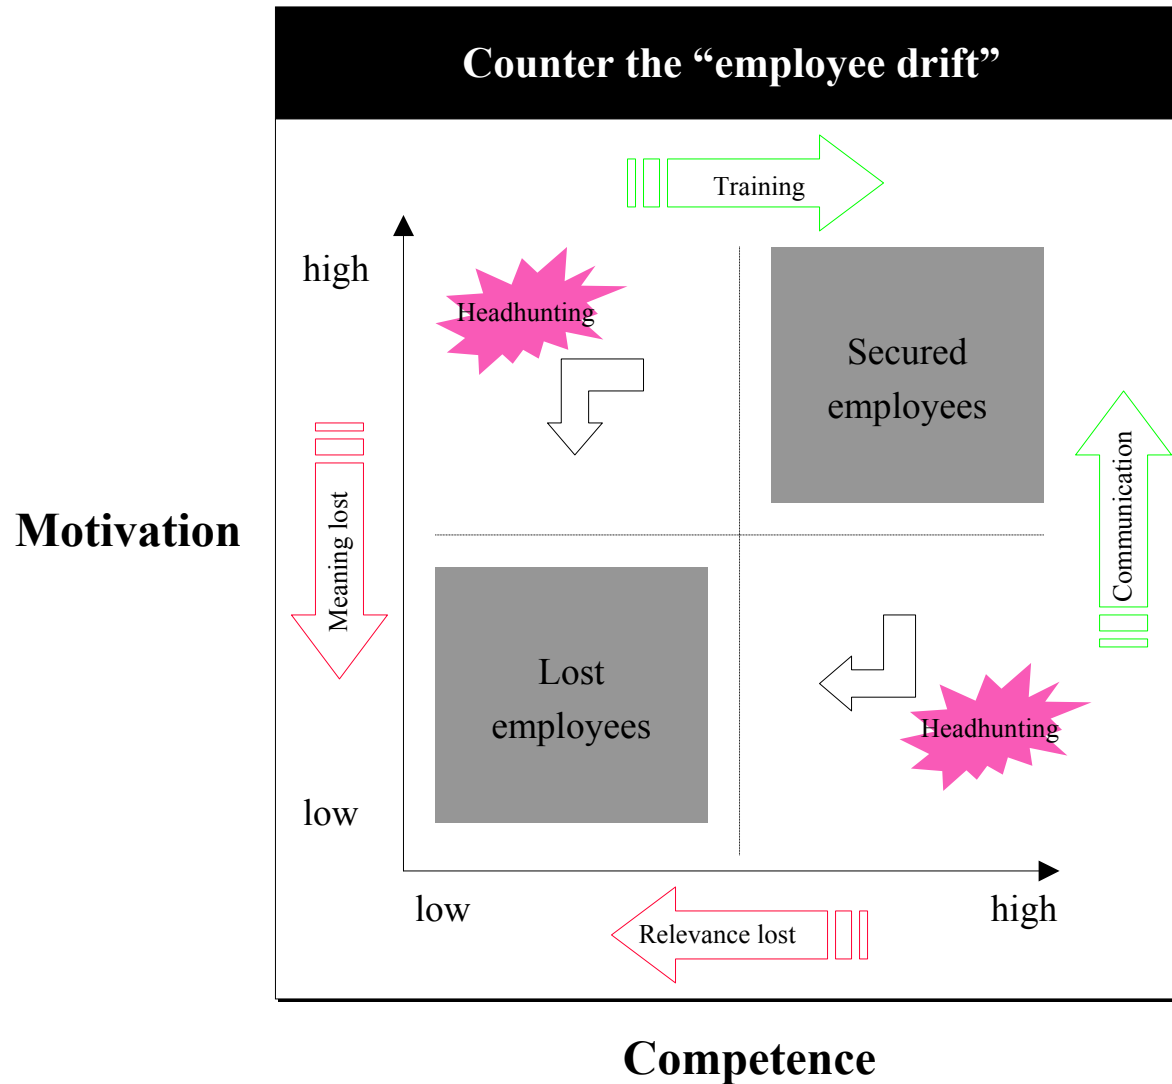 Counter the “employee drift”
Training
high
Headhunting
Secured
employees
Motivation
Meaning lost
Communication
Lost
employees
Headhunting
low
low
high
Relevance lost
Competence